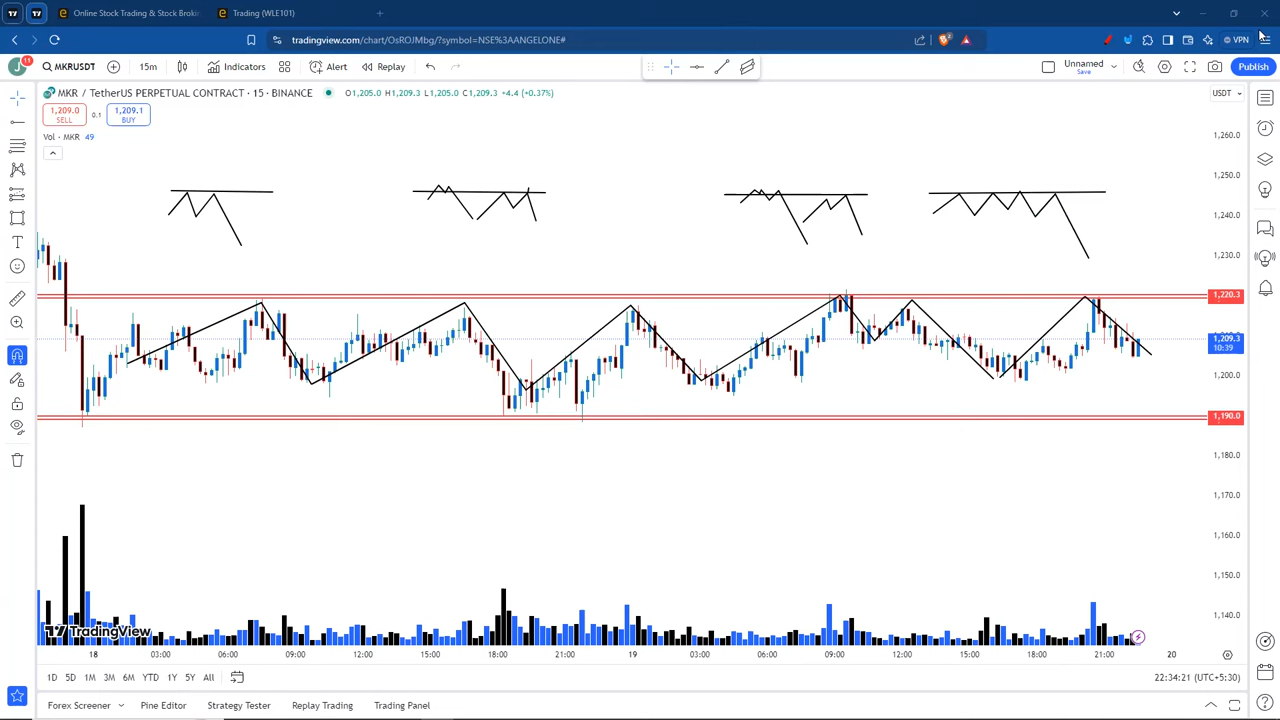 Online Stock Trading & Stock Brokin
Trading (WLE101)
tradingview.com/chart/OsROJMbg/?symbol=NSE%3AANGELONE#
2
VPN
J
11
MKRUSDT
15m
Indicators
Alert
Replay
Unnamed
Save
Publish
MKR / TetherUS PERPETUAL CONTRACT · 15 · BINANCE
O1,205.0 H1,209.3 L1,205.0 C1,209.3 +4.4 (+0.37%)
USDT
1,209.0
SELL
0.1
1,209.1
BUY
Vol · MKR 49
1,260.0
1,250.0
1,240.0
1,230.0
1,220.3
1,209.3
10:39
1,200.0
1,190.0
1,180.0
1,170.0
1,160.0
1,150.0
1,140.0
TradingView
18 03:00 06:00 09:00 12:00 15:00 18:00 21:00 19 03:00 06:00 09:00 12:00 15:00 18:00 21:00 20
1D 5D 1M 3M 6M YTD 1Y 5Y All
22:34:21 (UTC+5:30)
Forex Screener Pine Editor Strategy Tester Replay Trading Trading Panel